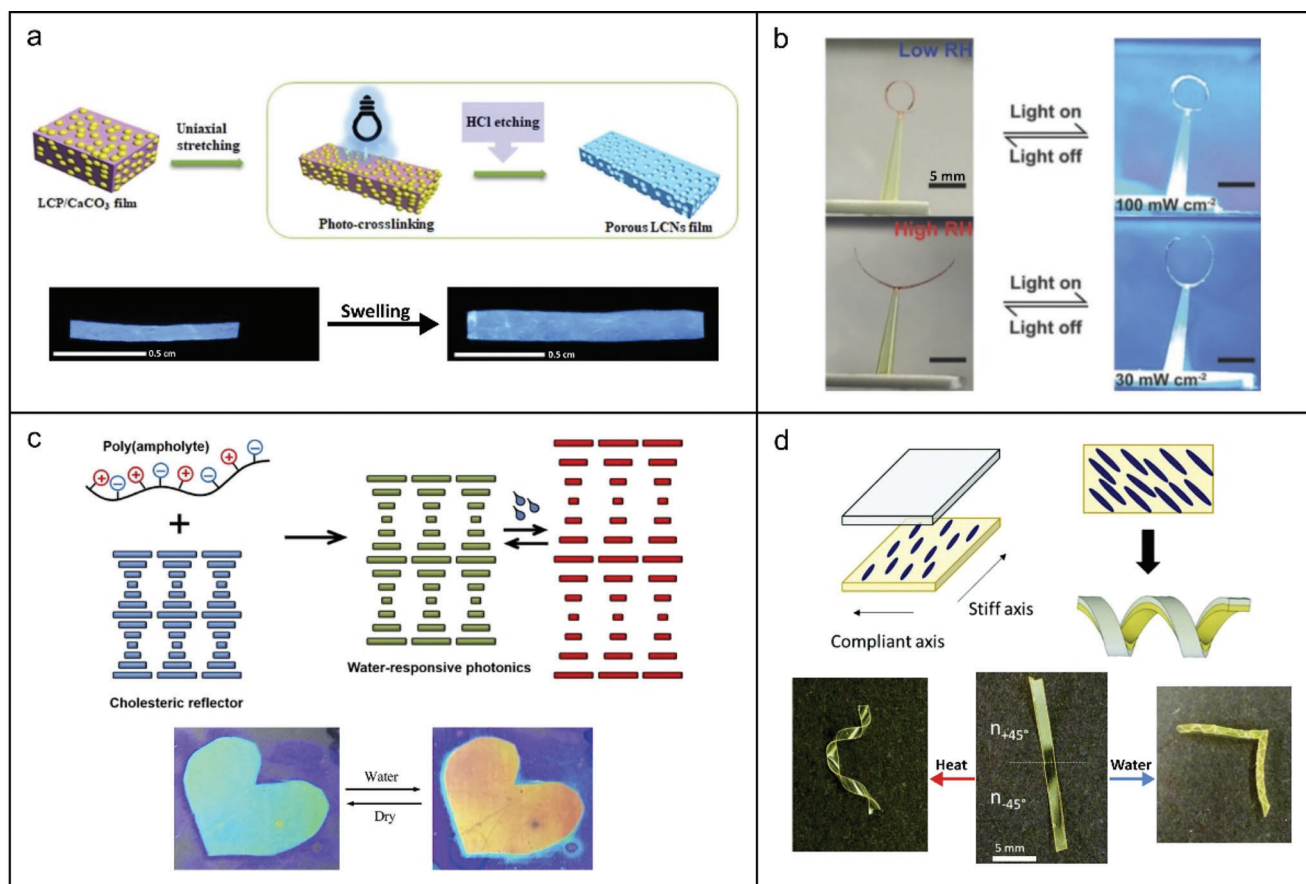 a
Uniaxial
stretching
HCl etching
LCP/CaCO₃ film
Photo-crosslinking
Porous LCNs film
Swelling
0.5 cm
0.5 cm
b
Low RH
Light on
Light off
5 mm
100 mW cm⁻²
High RH
Light on
Light off
30 mW cm⁻²
c
Poly(ampholyte)
+ − + − + − + −
+
Water-responsive photonics
Cholesteric reflector
Water
Dry
d
Stiff axis
Compliant axis
n+45°
Heat
Water
n-45°
5 mm